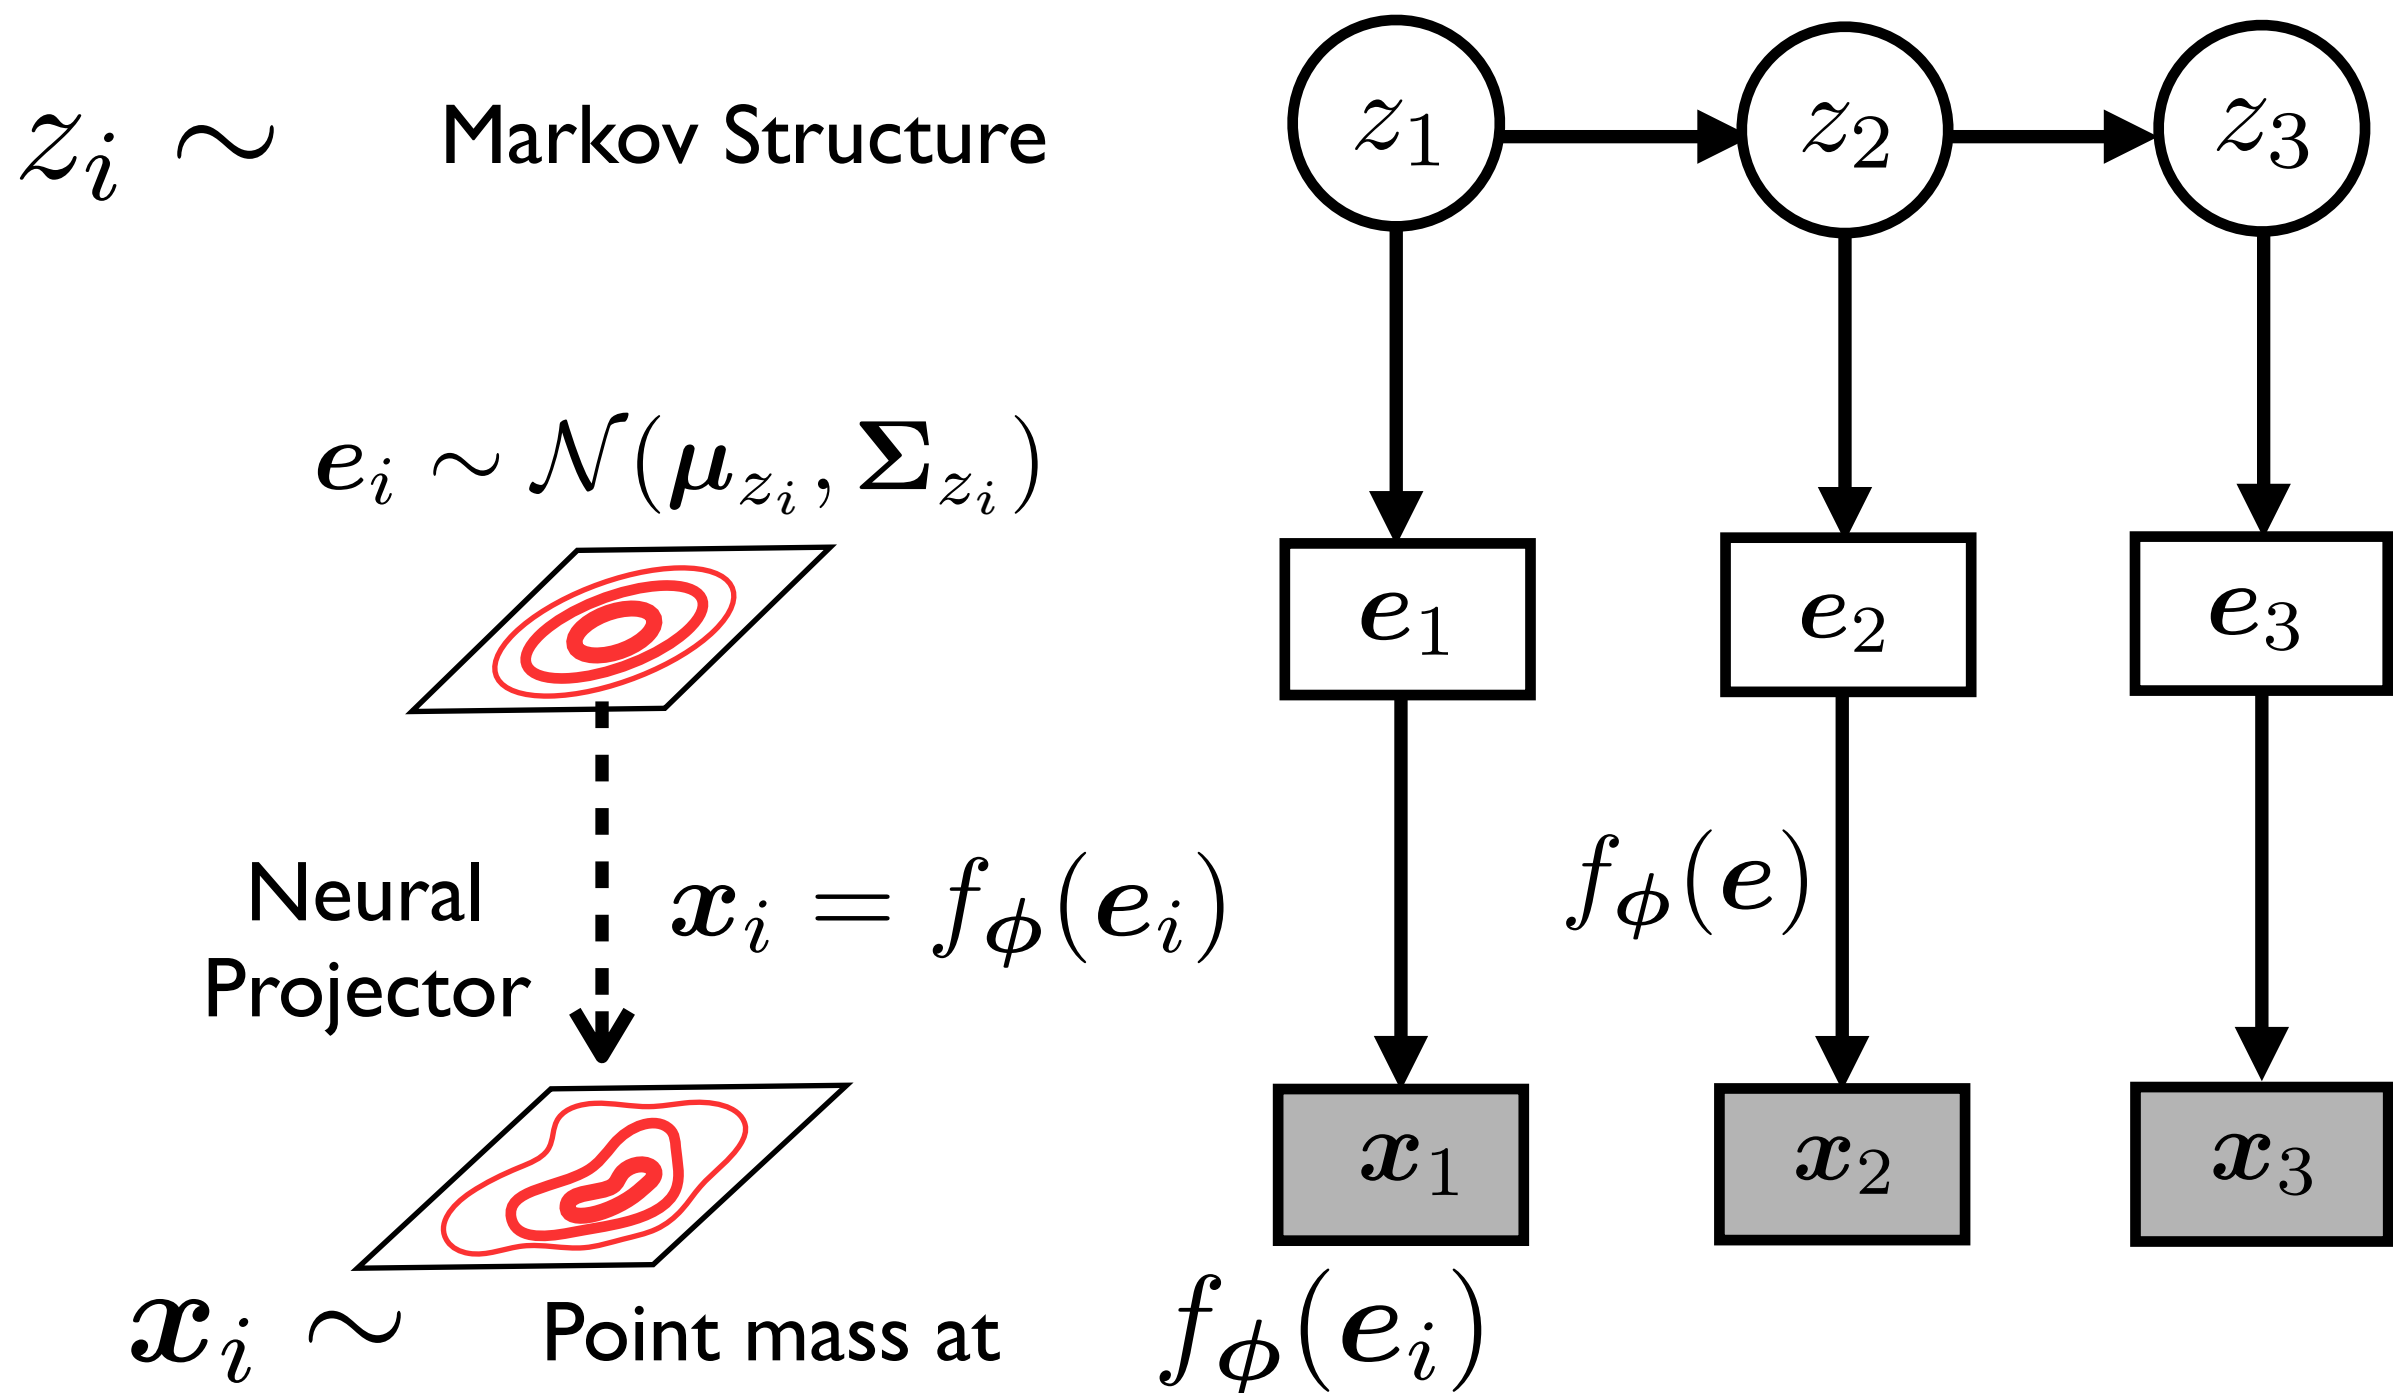 z_i ∼ Markov Structure
z_1 z_2 z_3
e_i ∼ 𝒩(μ_{z_i}, Σ_{z_i})
e_1 e_2 e_3
Neural
Projector
x_i = f_ϕ(e_i)
f_ϕ(e)
x_1 x_2 x_3
x_i ∼ Point mass at f_ϕ(e_i)